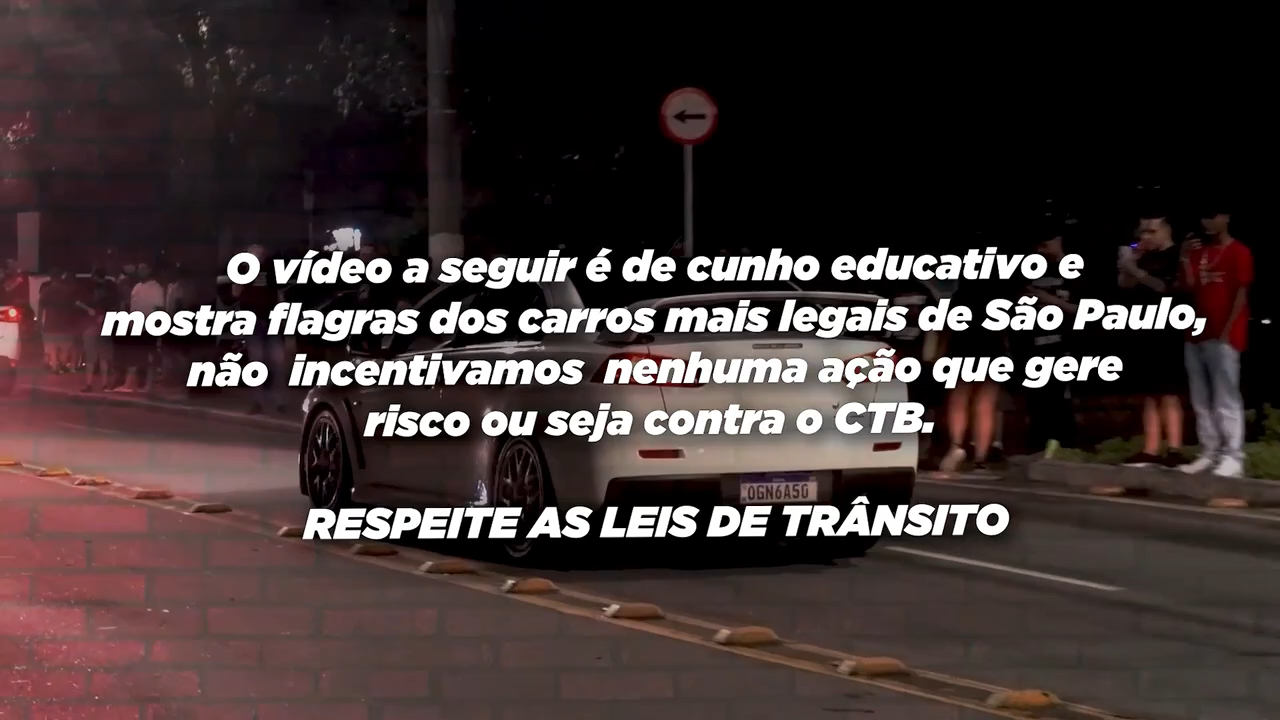 O vídeo a seguir é de cunho educativo e
mostra flagras dos carros mais legais de São Paulo,
não incentivamos nenhuma ação que gere
risco ou seja contra o CTB.
OGN6A50
RESPEITE AS LEIS DE TRÂNSITO